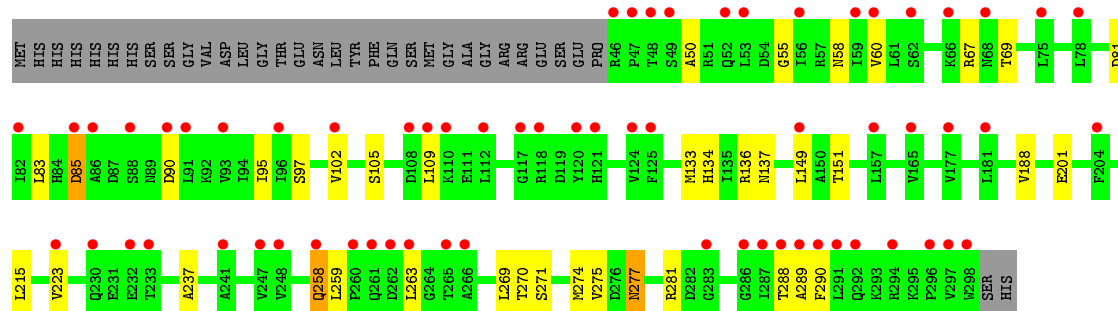 MET HIS HIS HIS HIS HIS HIS SER SER GLY VAL ASP LEU GLY THR GLU ASN LEU TYR PHE GLN SER MET GLY ALA GLY ARG ARG GLU SER GLU PRO R46 P47 T48 S49 A50 R51 Q52 L53 D54 G55 I56 R57 N58 I59 V60 L61 S62 K66 R67 N68 T69 L75 L78 D81
I82 L83 H84 D85 A86 D87 S88 N89 D90 L91 K92 V93 I94 I95 I96 S97 V102 S105 D108 L109 K110 E111 L112 G117 R118 D119 Y120 H121 V124 F125 M133 H134 I135 R136 N137 L149 A150 T151 L157 V165 V177 L181 V188 E201 F204
L215 V223 Q230 E231 E232 T233 A237 A241 V247 V248 Q258 L259 P260 Q261 D262 L263 G264 T265 A266 L269 T270 S271 M274 V275 D276 N277 R281 D282 G283 G286 I287 T288 A289 F290 L291 Q292 K293 R294 K295 P296 V297 W298 SER HIS